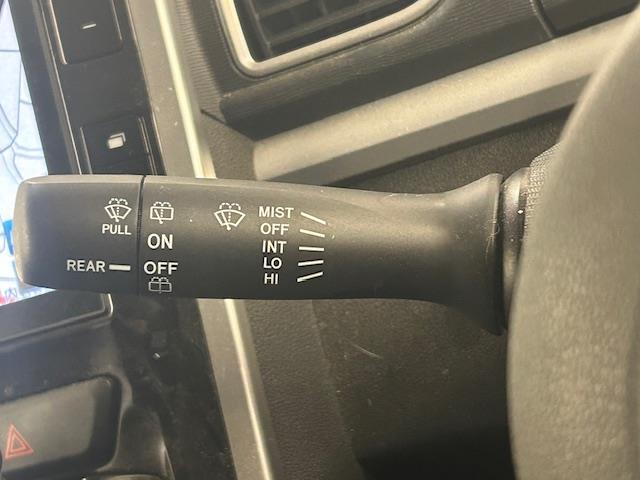 PULL
REAR
ON
OFF
MIST
OFF
INT
LO
HI